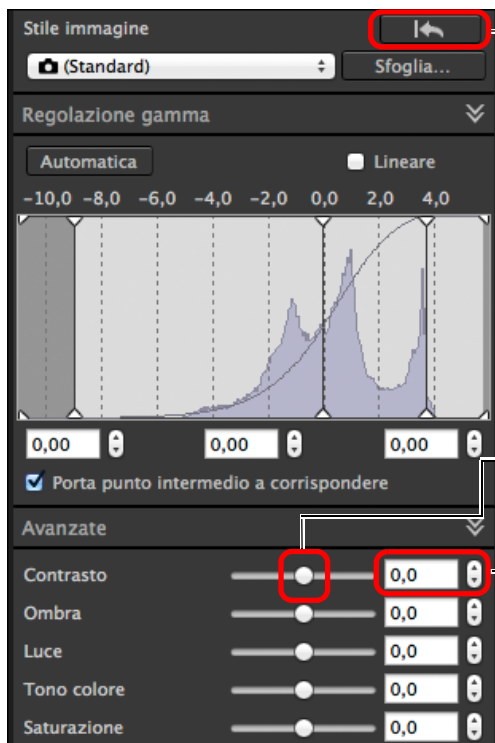 Stile immagine
(Standard) Sfoglia...
Regolazione gamma
Automatica Lineare
-10,0 -8,0 -6,0 -4,0 -2,0 0,0 2,0 4,0
0,00 0,00 0,00
Porta punto intermedio a corrispondere
Avanzate
Contrasto 0,0
Ombra 0,0
Luce 0,0
Tono colore 0,0
Saturazione 0,0